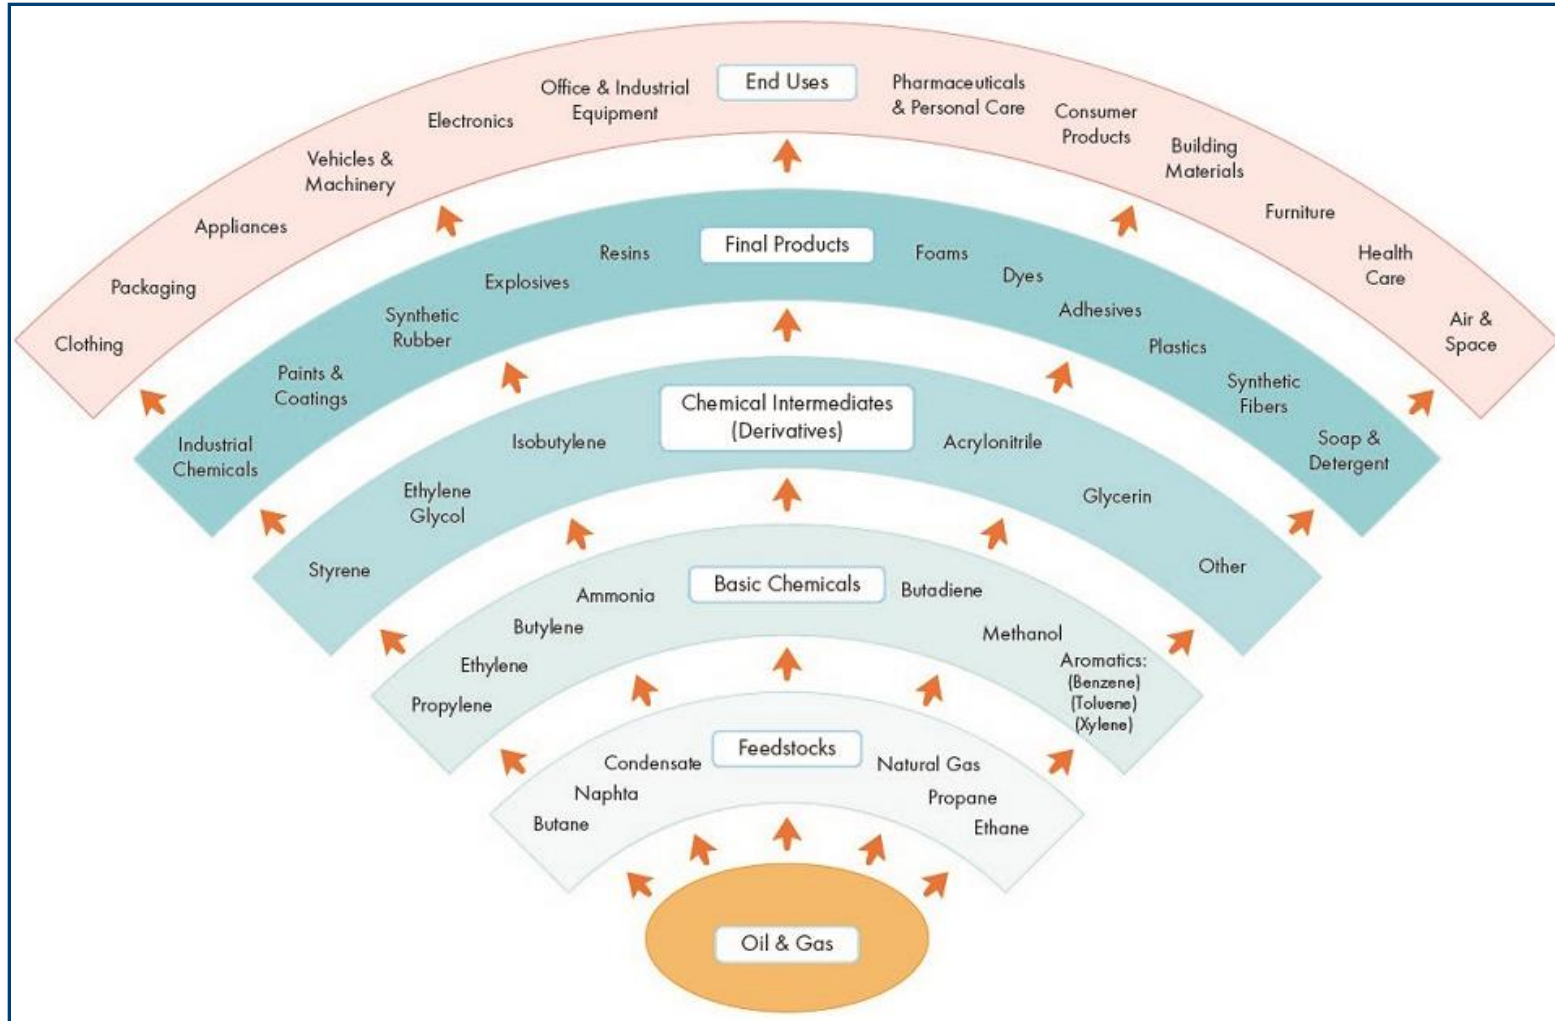 End Uses
Clothing
Packaging
Appliances
Vehicles &
Machinery
Electronics
Office & Industrial
Equipment
Pharmaceuticals
& Personal Care
Consumer
Products
Building
Materials
Furniture
Health
Care
Air &
Space
Final Products
Industrial
Chemicals
Paints &
Coatings
Synthetic
Rubber
Explosives
Resins
Foams
Dyes
Adhesives
Plastics
Synthetic
Fibers
Soap &
Detergent
Chemical Intermediates
(Derivatives)
Styrene
Ethylene
Glycol
Isobutylene
Acrylonitrile
Glycerin
Other
Basic Chemicals
Propylene
Ethylene
Butylene
Ammonia
Butadiene
Methanol
Aromatics:
(Benzene)
(Toluene)
(Xylene)
Feedstocks
Butane
Naphta
Condensate
Natural Gas
Propane
Ethane
Oil & Gas